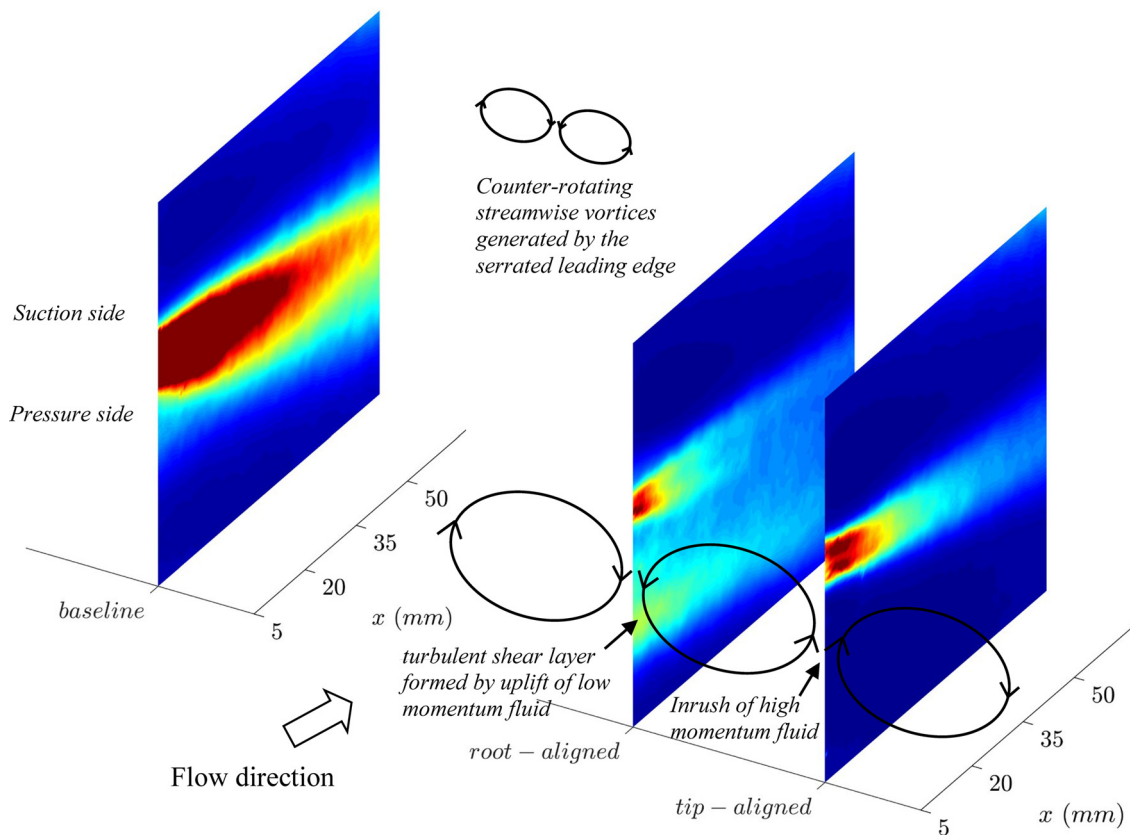 Counter-rotating
streamwise vortices
generated by the
serrated leading edge
Suction side
Pressure side
50
35
20
5
x (mm)
baseline
turbulent shear layer
formed by uplift of low
momentum fluid
Inrush of high
momentum fluid
50
35
20
5
x (mm)
root - aligned
tip - aligned
Flow direction